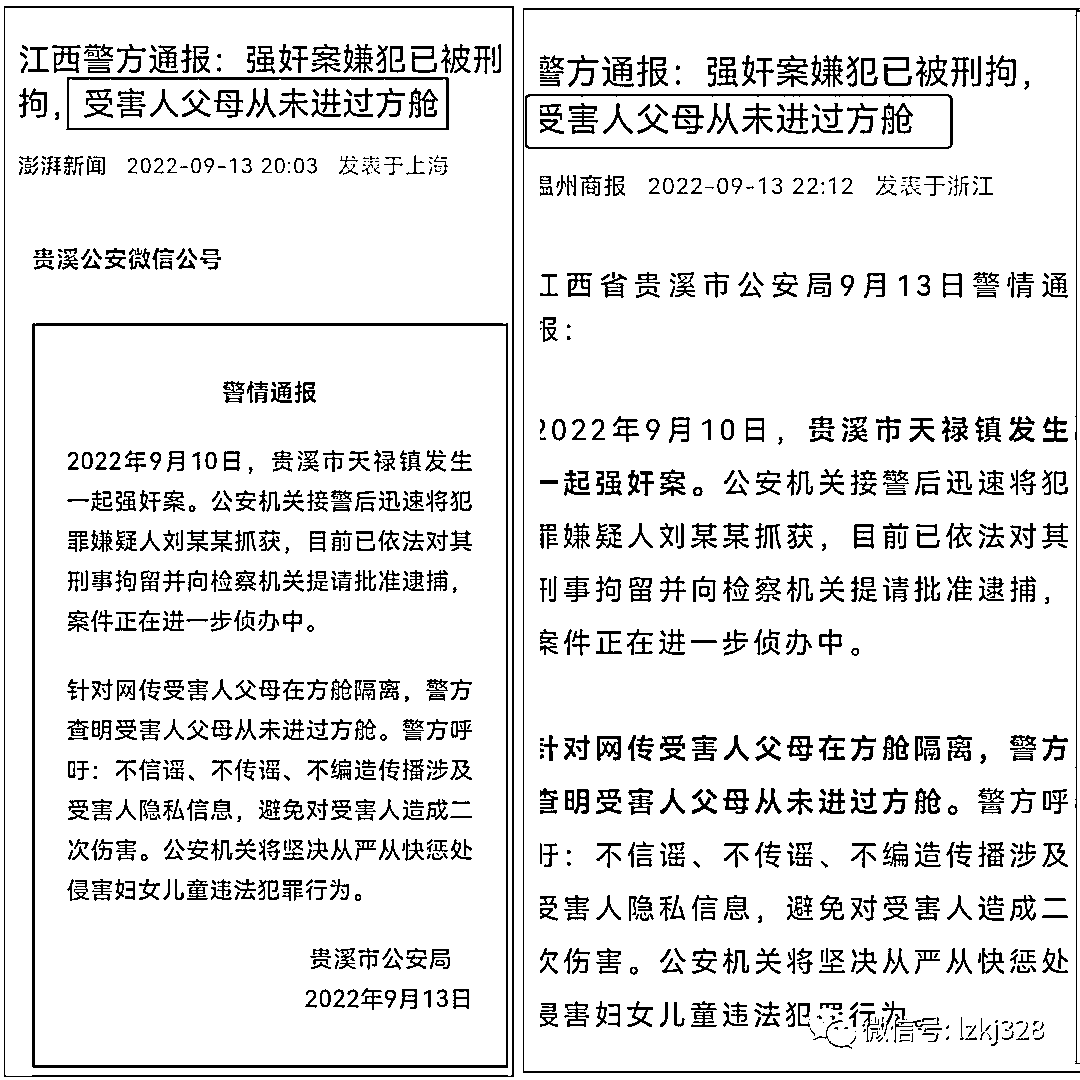 江西警方通报：强奸案嫌犯已被刑
拘，受害人父母从未进过方舱
澎湃新闻 2022-09-13 20:03 发表于上海
贵溪公安微信公号
警情通报
2022年9月10日，贵溪市天禄镇发生
一起强奸案。公安机关接警后迅速将犯
罪嫌疑人刘某某抓获，目前已依法对其
刑事拘留并向检察机关提请批准逮捕，
案件正在进一步侦办中。
针对网传受害人父母在方舱隔离，警方
查明受害人父母从未进过方舱。警方呼
吁：不信谣、不传谣、不编造传播涉及
受害人隐私信息，避免对受害人造成二
次伤害。公安机关将坚决从严从快惩处
侵害妇女儿童违法犯罪行为。
贵溪市公安局
2022年9月13日
警方通报：强奸案嫌犯已被刑拘，
受害人父母从未进过方舱
温州商报 2022-09-13 22:12 发表于浙江
江西省贵溪市公安局9月13日警情通
报：
2022年9月10日，贵溪市天禄镇发生
一起强奸案。公安机关接警后迅速将犯
罪嫌疑人刘某某抓获，目前已依法对其
刑事拘留并向检察机关提请批准逮捕，
案件正在进一步侦办中。
针对网传受害人父母在方舱隔离，警方
查明受害人父母从未进过方舱。警方呼
吁：不信谣、不传谣、不编造传播涉及
受害人隐私信息，避免对受害人造成二
次伤害。公安机关将坚决从严从快惩处
侵害妇女儿童违法犯罪行为。
微信号: lzkj328